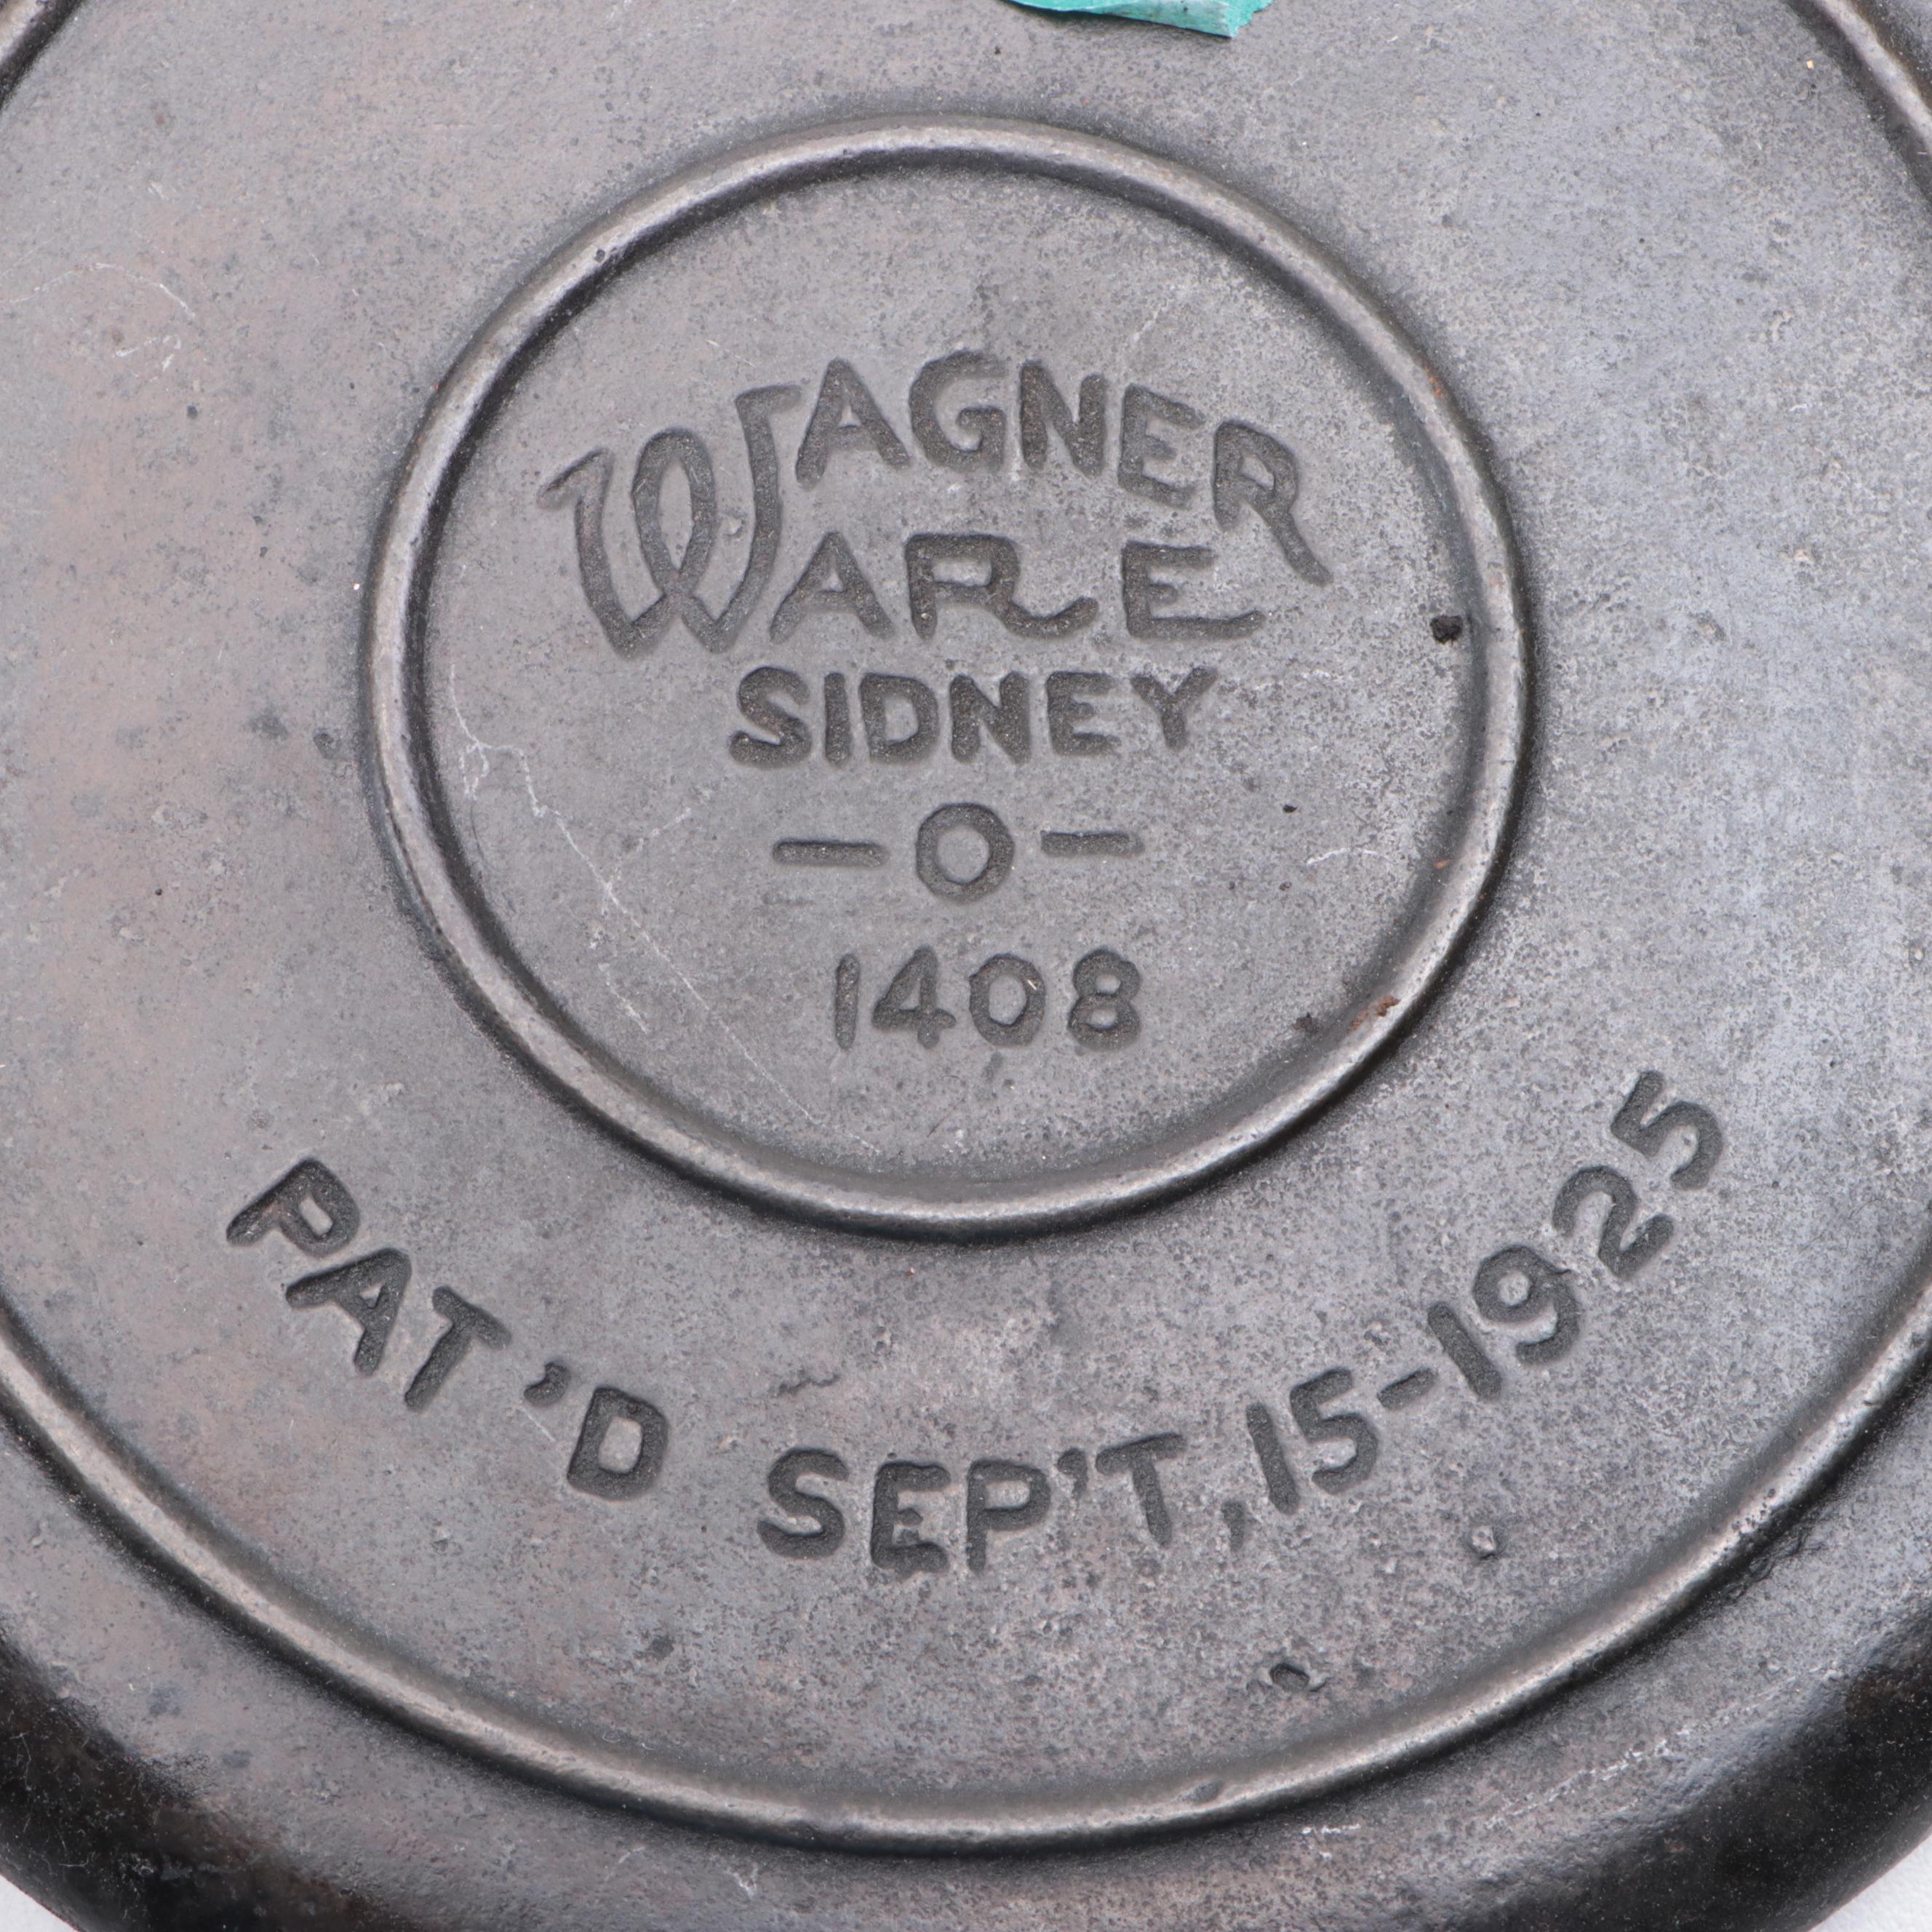 WAGNER
WARE
SIDNEY
-O-
1408
PAT'D SEP'T, 15-1925